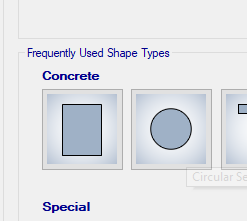 Frequently Used Shape Types
Concrete
Circular Se
Special